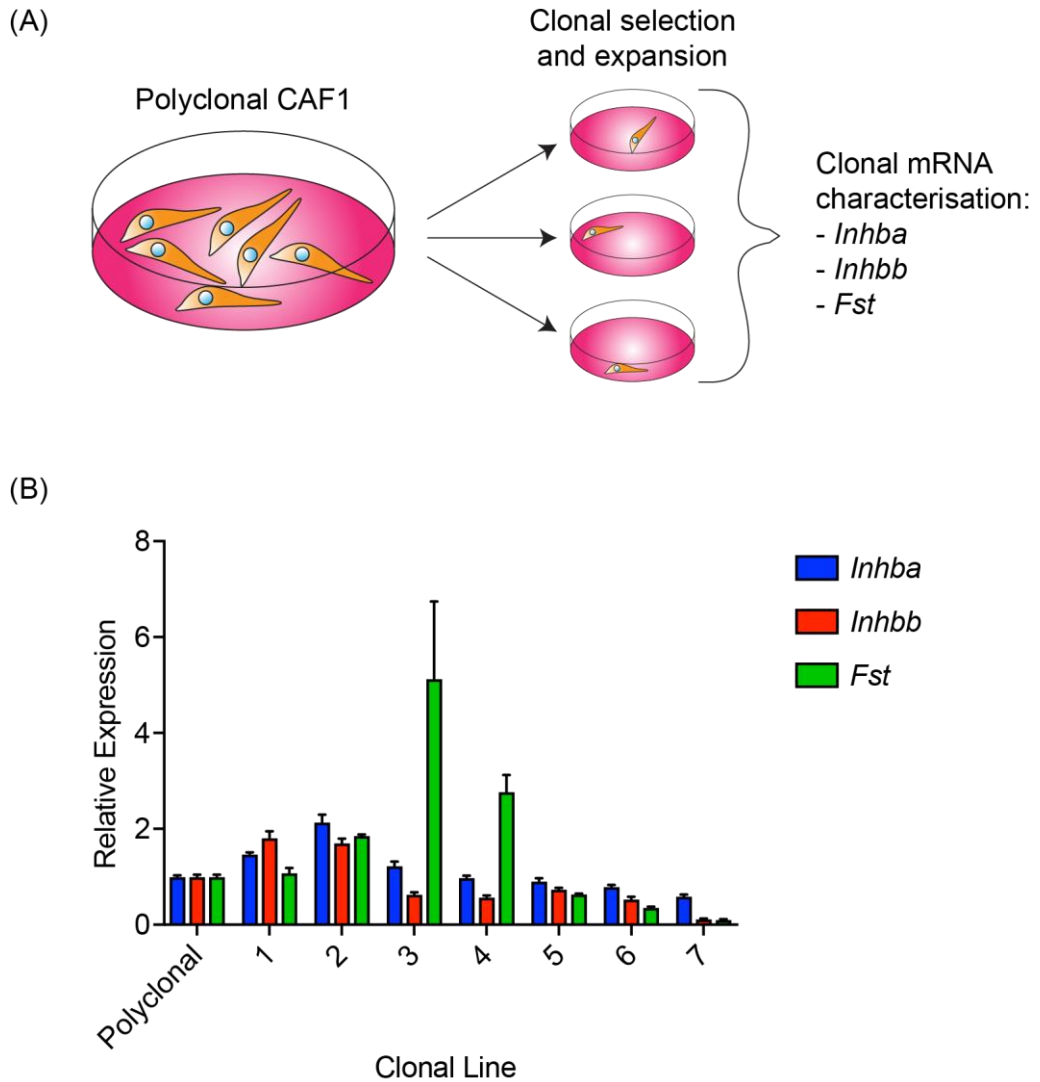 (A)
Polyclonal CAF1
Clonal selection
and expansion
Clonal mRNA
characterisation:
- Inhba
- Inhbb
- Fst
(B)
Relative Expression
8
6
4
2
0
Polyclonal
1
2
3
4
5
6
7
Clonal Line
Inhba
Inhbb
Fst